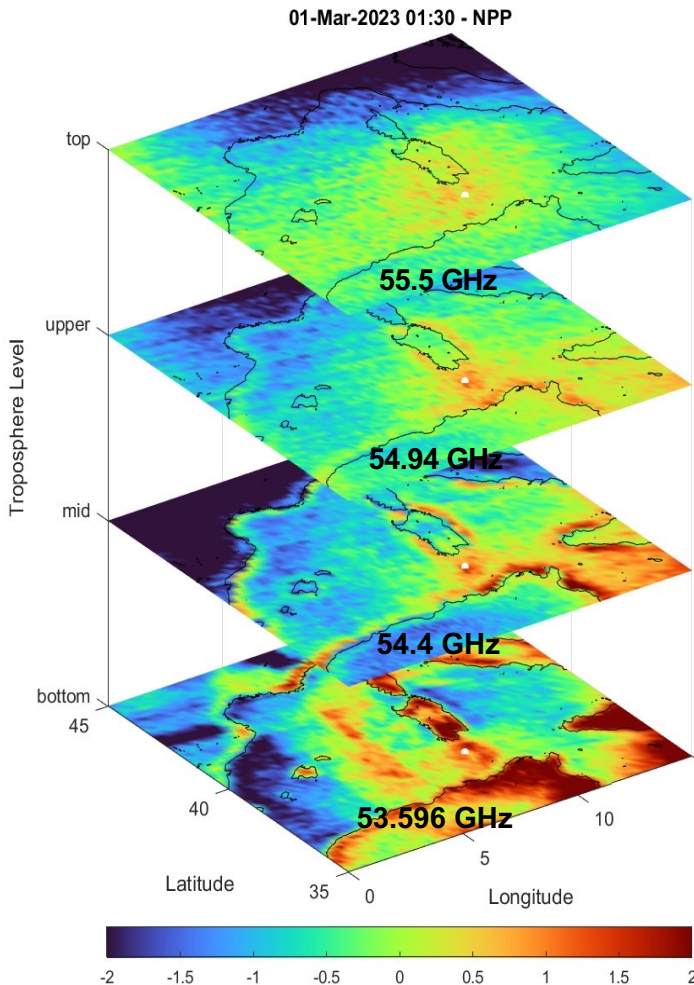 01-Mar-2023 01:30 - NPP
top
55.5 GHz
upper
54.94 GHz
mid
54.4 GHz
bottom
45
40
53.596 GHz
10
5
Latitude
35
0
Longitude
Troposphere Level
-2 -1.5 -1 -0.5 0 0.5 1 1.5 2